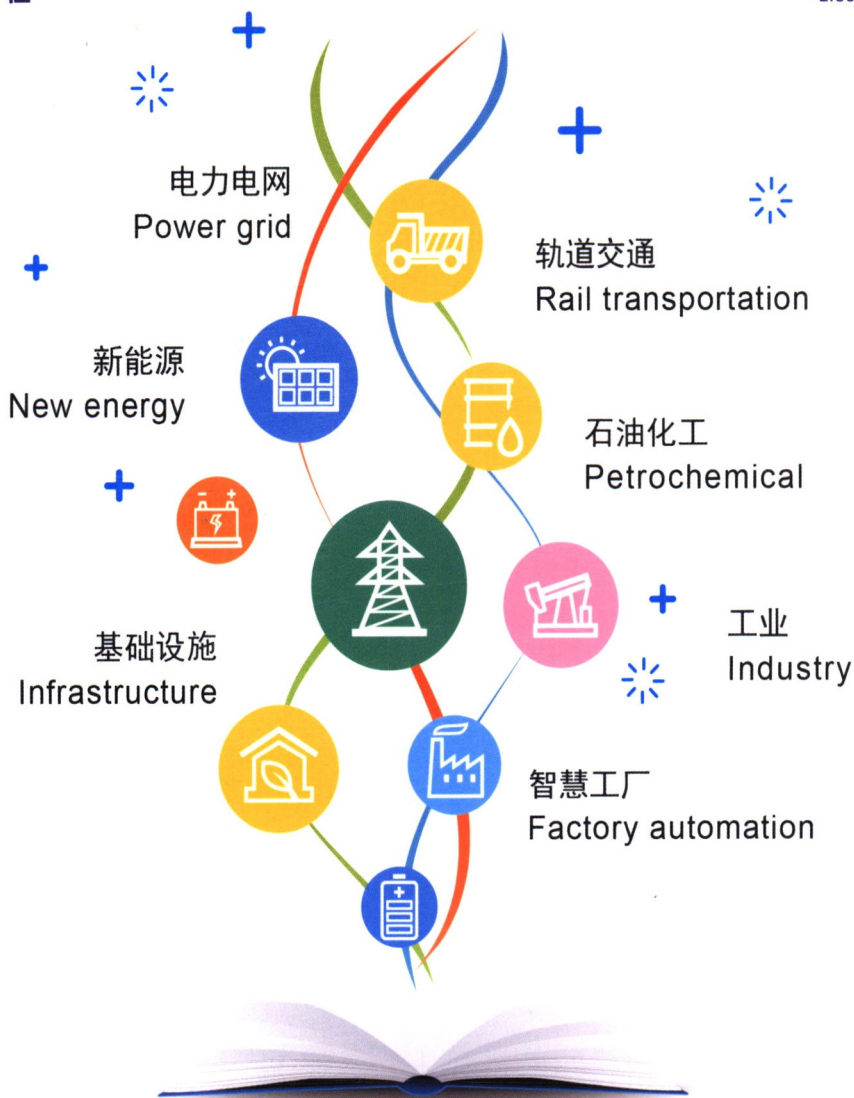 电力电网
Power grid
轨道交通
Rail transportation
新能源
New energy
石油化工
Petrochemical
工业
Industry
基础设施
Infrastructure
智慧工厂
Factory automation